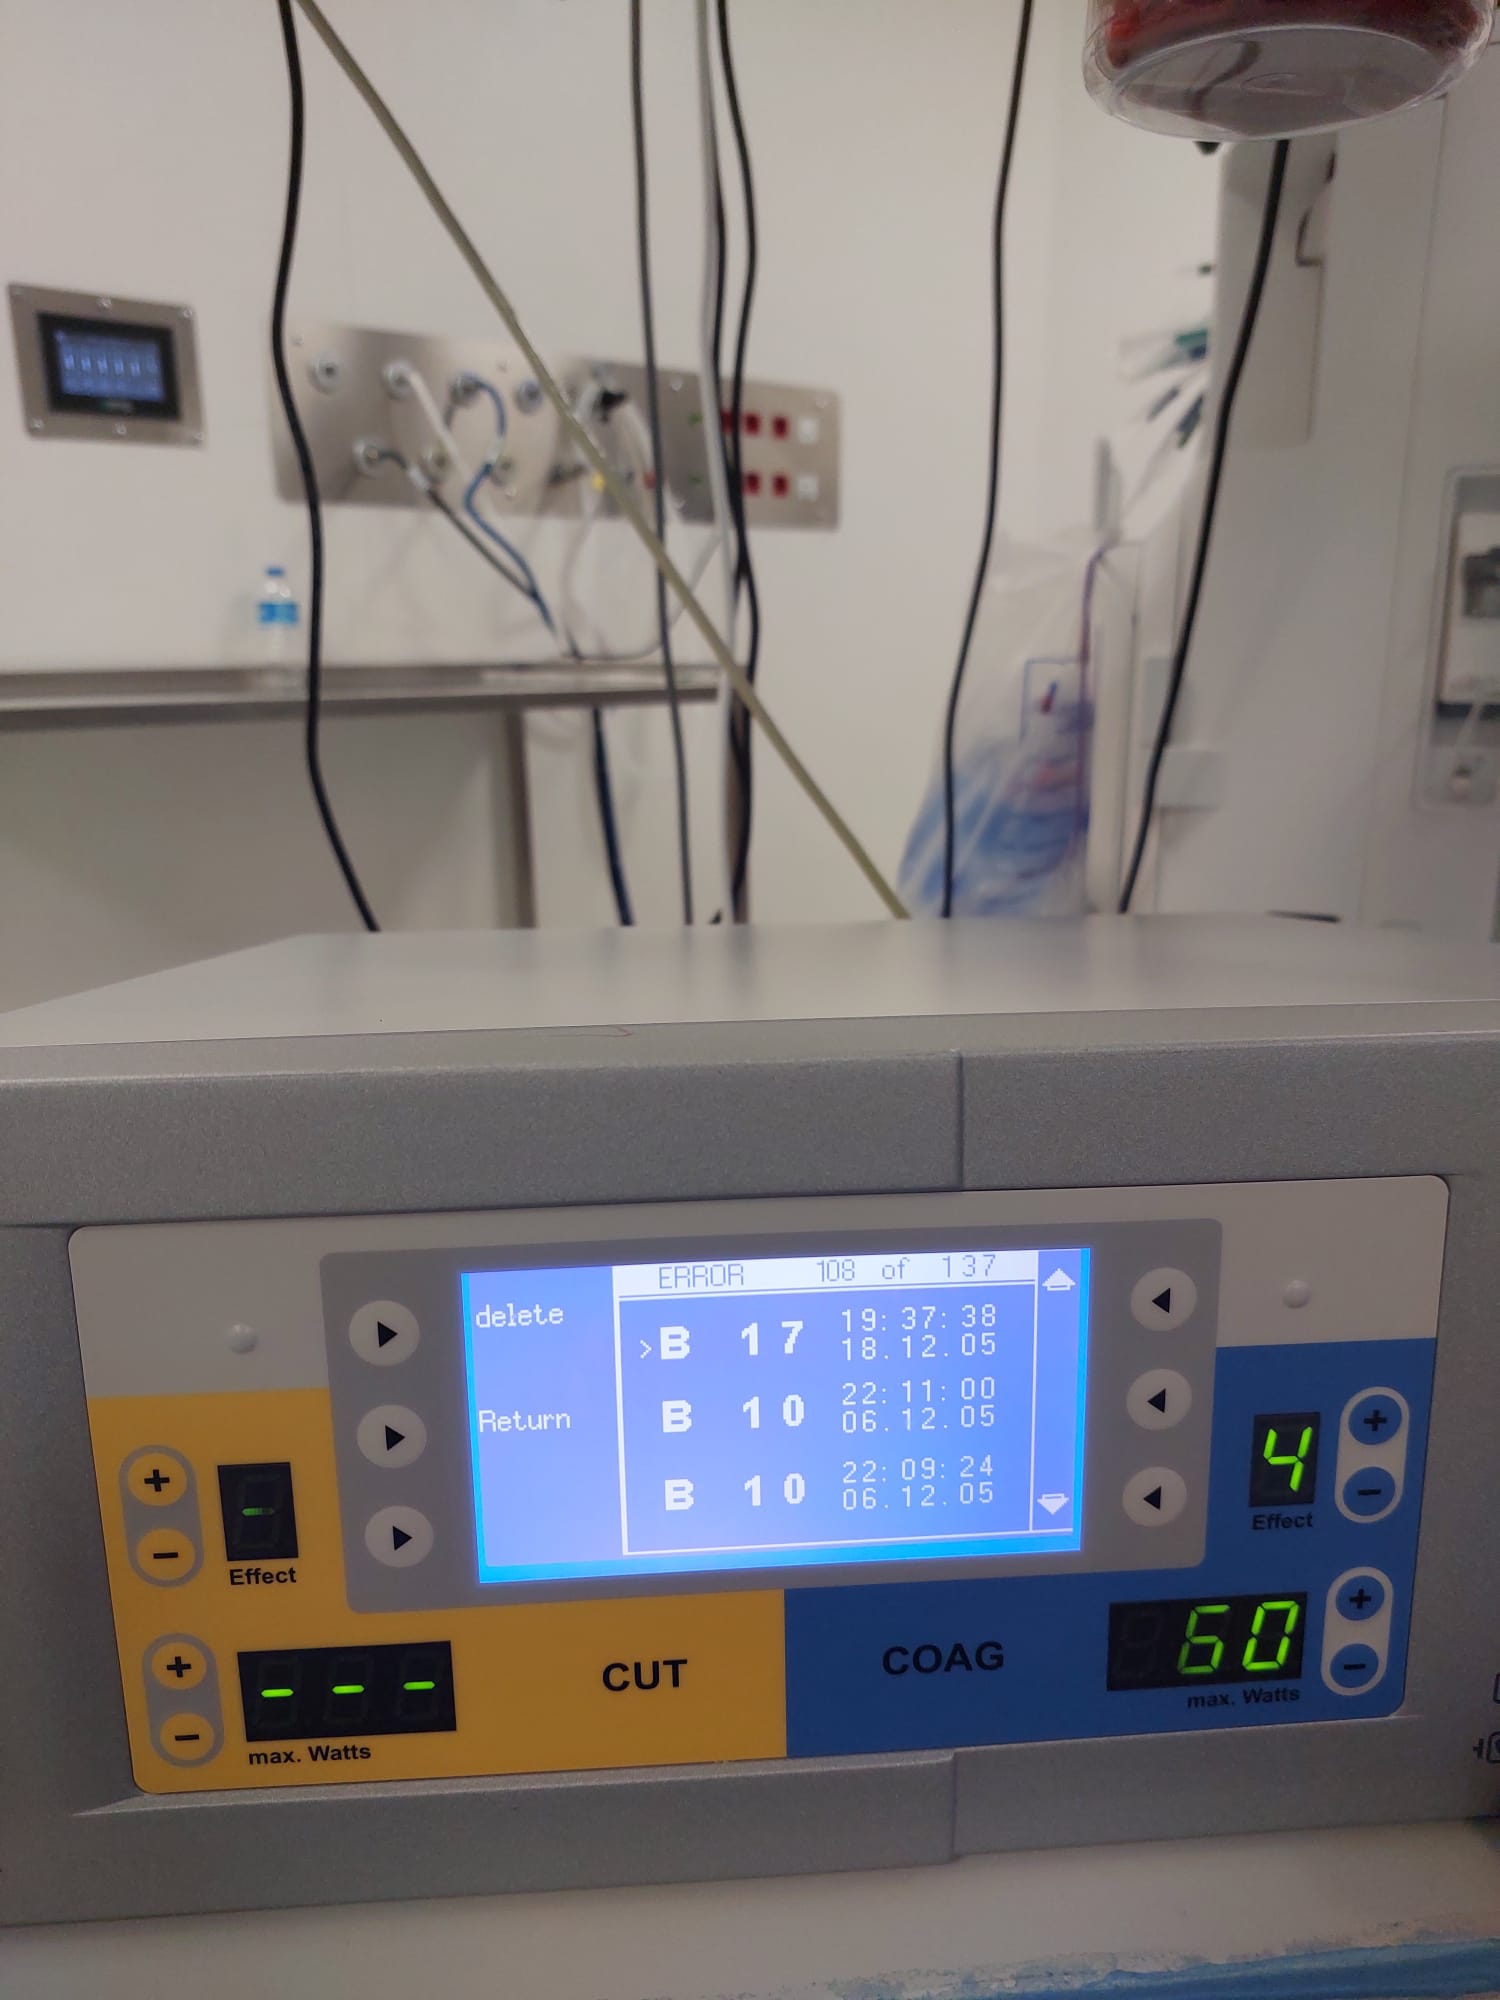 ERROR 108 of 137
delete
>B 17 19:37:38
18.12.05
B 10 22:11:00
06.12.05
Return
B 10 22:09:24
06.12.05
+
-
-
Effect
4
Effect
+
-
+
-
---
max. Watts
CUT
COAG
60
max. Watts
+
-